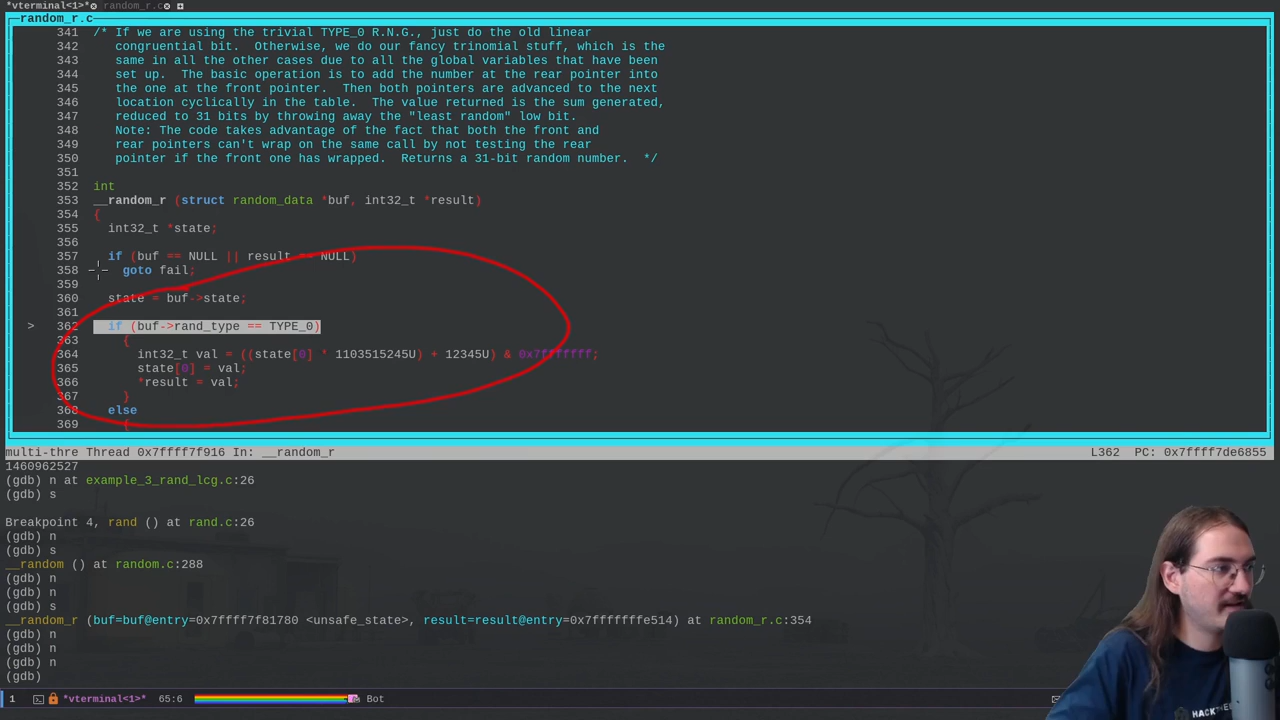 *vterminal<1>* random_r.c
random_r.c
341 /* If we are using the trivial TYPE_0 R.N.G., just do the old linear
342 congruential bit. Otherwise, we do our fancy trinomial stuff, which is the
343 same in all the other cases due to all the global variables that have been
344 set up. The basic operation is to add the number at the rear pointer into
345 the one at the front pointer. Then both pointers are advanced to the next
346 location cyclically in the table. The value returned is the sum generated,
347 reduced to 31 bits by throwing away the "least random" low bit.
348 Note: The code takes advantage of the fact that both the front and
349 rear pointers can't wrap on the same call by not testing the rear
350 pointer if the front one has wrapped. Returns a 31-bit random number. */
351
352 int
353 __random_r (struct random_data *buf, int32_t *result)
354 {
355 int32_t *state;
356
357 if (buf == NULL || result == NULL)
358 goto fail;
359
360 state = buf->state;
361
> 362 if (buf->rand_type == TYPE_0)
363 {
364 int32_t val = ((state[0] * 1103515245U) + 12345U) & 0x7fffffff;
365 state[0] = val;
366 *result = val;
367 }
368 else
369 {
multi-thre Thread 0x7ffff7f916 In: __random_r L362 PC: 0x7ffff7de6855
1460962527
(gdb) n at example_3_rand_lcg.c:26
(gdb) s
Breakpoint 4, rand () at rand.c:26
(gdb) n
(gdb) s
__random () at random.c:288
(gdb) n
(gdb) n
(gdb) s
__random_r (buf=buf@entry=0x7ffff7f81780 <unsafe_state>, result=result@entry=0x7fffffffe514) at random_r.c:354
(gdb) n
(gdb) n
(gdb) n
(gdb)
1 *vterminal<1>* 65:6 Bot